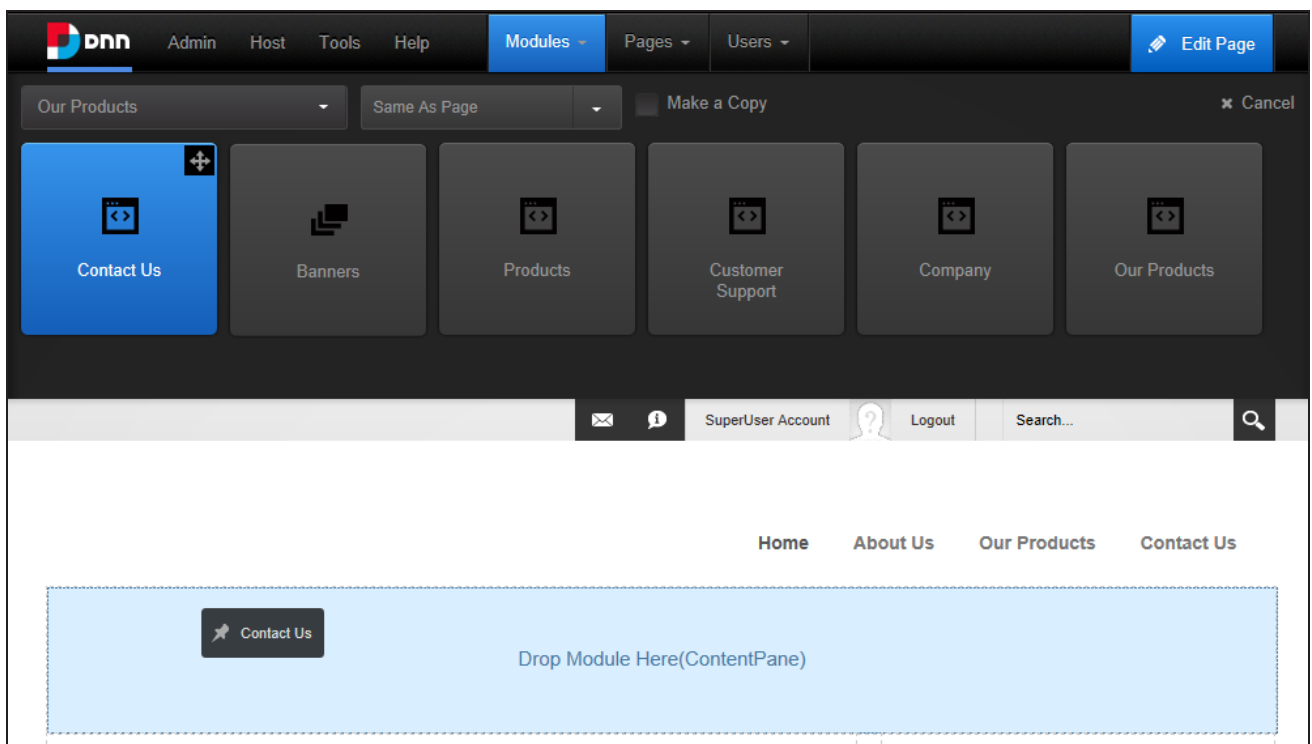 DNN Admin Host Tools Help Modules Pages Users Edit Page
Our Products Same As Page Make a Copy Cancel
Contact Us Banners Products Customer Company Our Products
Support
SuperUser Account Logout Search...
Home About Us Our Products Contact Us
Contact Us
Drop Module Here(ContentPane)